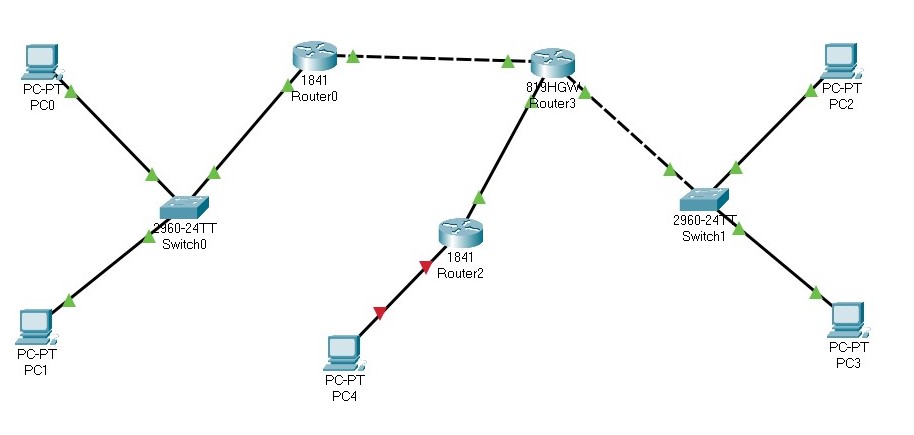 PC-PT
PC0
1841
Router0
819HGW
Router3
PC-PT
PC2
2960-24TT
Switch0
2960-24TT
Switch1
1841
Router2
PC-PT
PC1
PC-PT
PC4
PC-PT
PC3